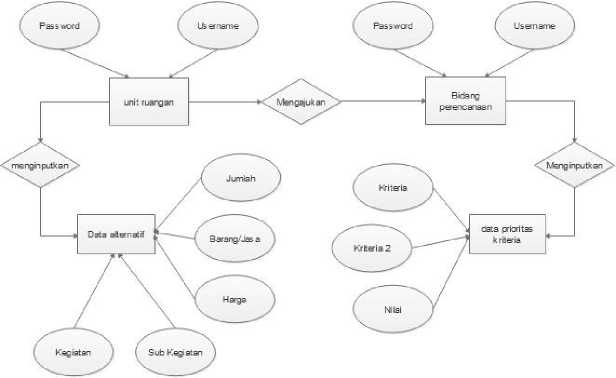 Password
Username
Password
Username
unit ruangan
Mengajukan
Bidang
perencanaan
menginputkan
Menginputkan
Jumlah
Kriteria
Data alternatif
Barang/Jasa
data prioritas
kriteria
Kriteria 2
Harga
Nilai
Kegiatan
Sub Kegiatan